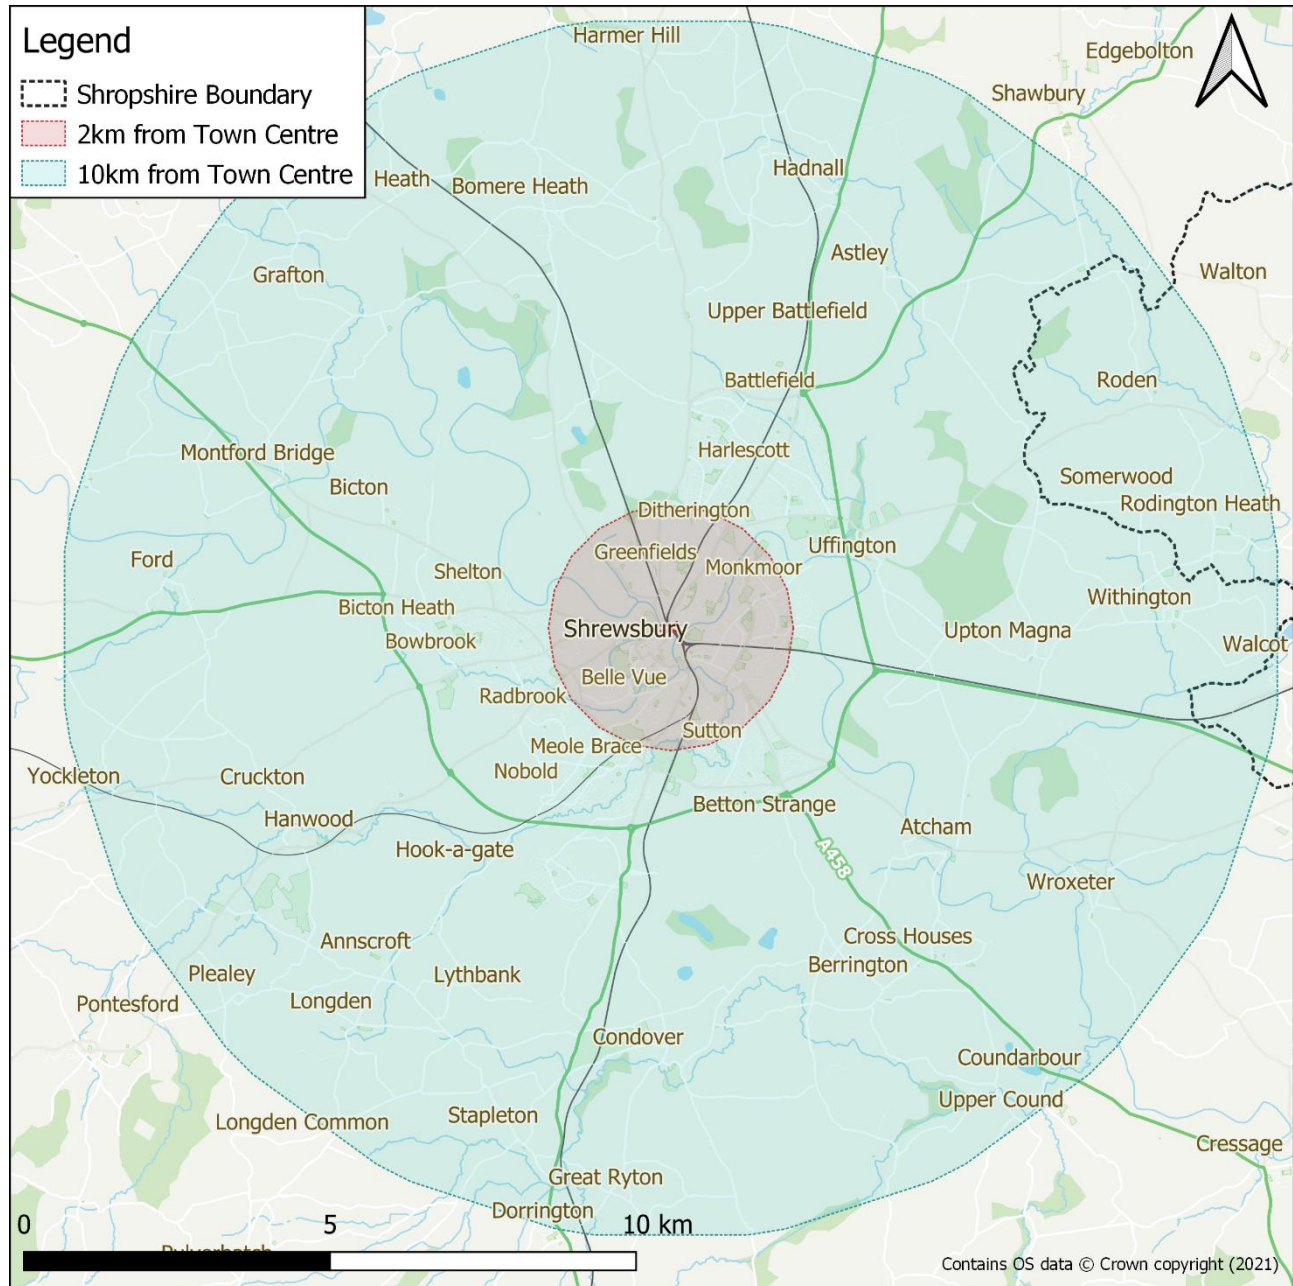 Legend
Shropshire Boundary
2km from Town Centre
10km from Town Centre
Harmer Hill
Edgebolton
Shawbury
Hadnall
Heath
Bomere Heath
Astley
Walton
Grafton
Upper Battlefield
Battlefield
Roden
Montford Bridge
Harlescott
Bicton
Somerwood
Rodington Heath
Ditherington
Ford
Greenfields
Uffington
Shelton
Monkmoor
Bicton Heath
Withington
Shrewsbury
Upton Magna
Bowbrook
Walcot
Belle Vue
Radbrook
Sutton
Meole Brace
Nobold
Yockleton
Cruckton
Betton Strange
Hanwood
Atcham
Hook-a-gate
A458
Wroxeter
Annscroft
Cross Houses
Berrington
Plealey
Lythbank
Pontesford
Longden
Condover
Coundarbour
Upper Cound
Longden Common
Stapleton
Cressage
Great Ryton
Dorrington
0 5 10 km
Pulverbatch
Contains OS data © Crown copyright (2021)